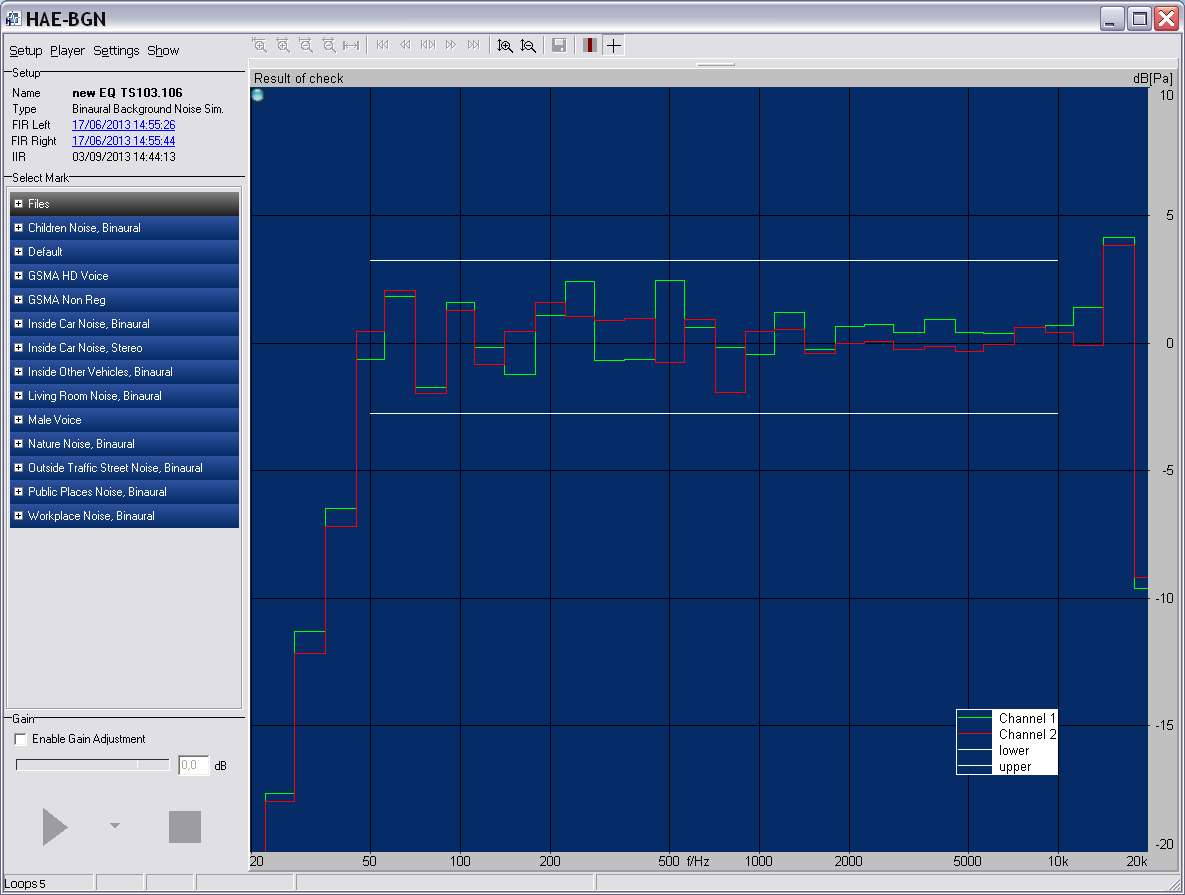 HAE-BGN
Setup Player Settings Show
Setup
Name new EQ TS103.106
Type Binaural Background Noise Sim.
FIR Left 17/06/2013 14:55:26
FIR Right 17/06/2013 14:55:44
IIR 03/09/2013 14:44:13
Select Mark
Files
Children Noise, Binaural
Default
GSMA HD Voice
GSMA Non Reg
Inside Car Noise, Binaural
Inside Car Noise, Stereo
Inside Other Vehicles, Binaural
Living Room Noise, Binaural
Male Voice
Nature Noise, Binaural
Outside Traffic Street Noise, Binaural
Public Places Noise, Binaural
Workplace Noise, Binaural
Gain
Enable Gain Adjustment
0,0 dB
Loops 5
Result of check dB[Pa]
10
5
0
-5
-10
-15
-20
Channel 1
Channel 2
lower
upper
20 50 100 200 500 f/Hz 1000 2000 5000 10k 20k